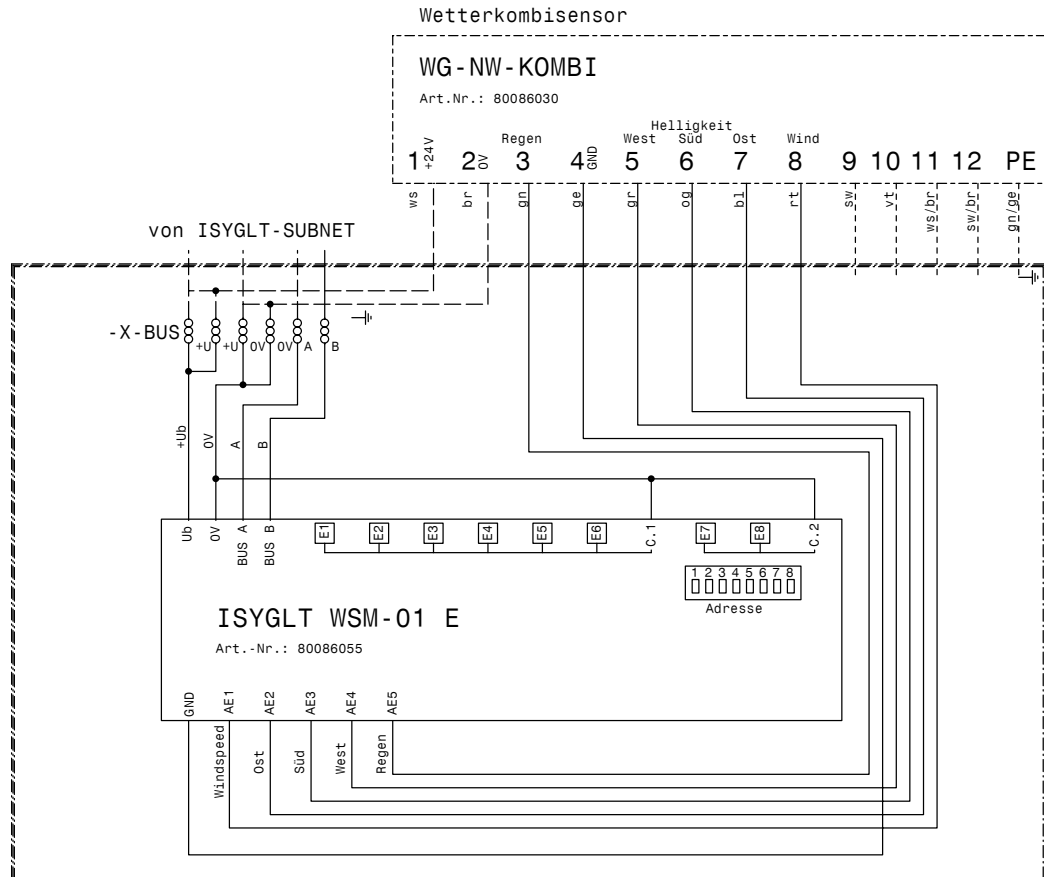 Wetterkombisensor
WG-NW-KOMBI
Art.Nr.: 80086030
Helligkeit
Regen West Süd Ost Wind
1 +24V 2 0V 3 4 GND 5 6 7 8 9 10 11 12 PE
ws br gn ge gr og bl rt sw vt ws/br sw/br gn/ge
von ISYGLT-SUBNET
-X-BUS
+U +U 0V 0V A B
+Ub 0V A B
Ub 0V BUS A BUS B E1 E2 E3 E4 E5 E6 C.1 E7 E8 C.2
1 2 3 4 5 6 7 8
Adresse
ISYGLT WSM-01 E
Art.-Nr.: 80086055
GND AE1 AE2 AE3 AE4 AE5
Windspeed Ost Süd West Regen